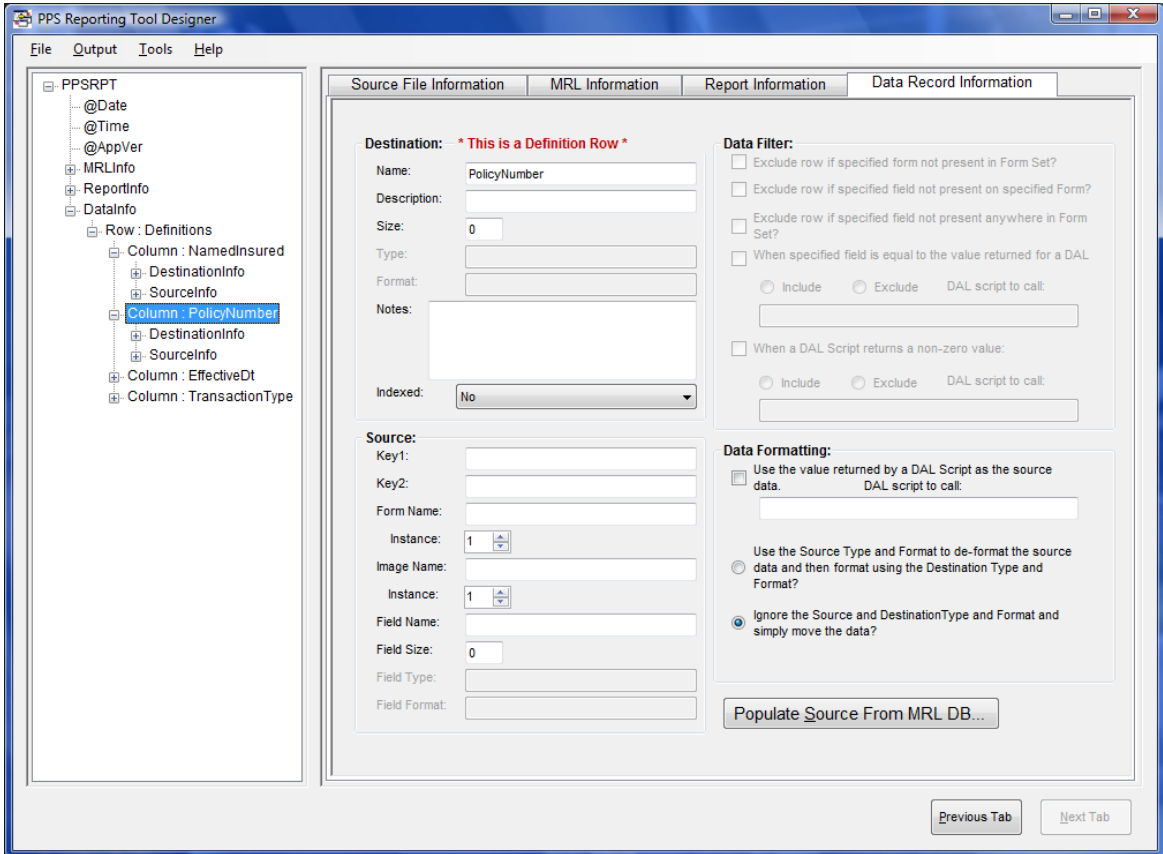 PPS Reporting Tool Designer
File Output Tools Help
PPSRPT
@Date
@Time
@AppVer
MRLInfo
ReportInfo
DataInfo
Row : Definitions
Column : NamedInsured
DestinationInfo
SourceInfo
Column : PolicyNumber
DestinationInfo
SourceInfo
Column : EffectiveDt
Column : TransactionType
Source File Information
MRL Information
Report Information
Data Record Information
Destination: * This is a Definition Row *
Name: PolicyNumber
Description:
Size: 0
Type:
Format:
Notes:
Indexed: No
Source:
Key1:
Key2:
Form Name:
Instance: 1
Image Name:
Instance: 1
Field Name:
Field Size: 0
Field Type:
Field Format:
Data Filter:
Exclude row if specified form not present in Form Set?
Exclude row if specified field not present on specified Form?
Exclude row if specified field not present anywhere in Form
Set?
When specified field is equal to the value returned for a DAL
Include Exclude DAL script to call:
When a DAL Script returns a non-zero value:
Include Exclude DAL script to call:
Data Formatting:
Use the value returned by a DAL Script as the source
data. DAL script to call:
Use the Source Type and Format to de-format the source
data and then format using the Destination Type and
Format?
Ignore the Source and DestinationType and Format and
simply move the data?
Populate Source From MRL DB...
Previous Tab
Next Tab